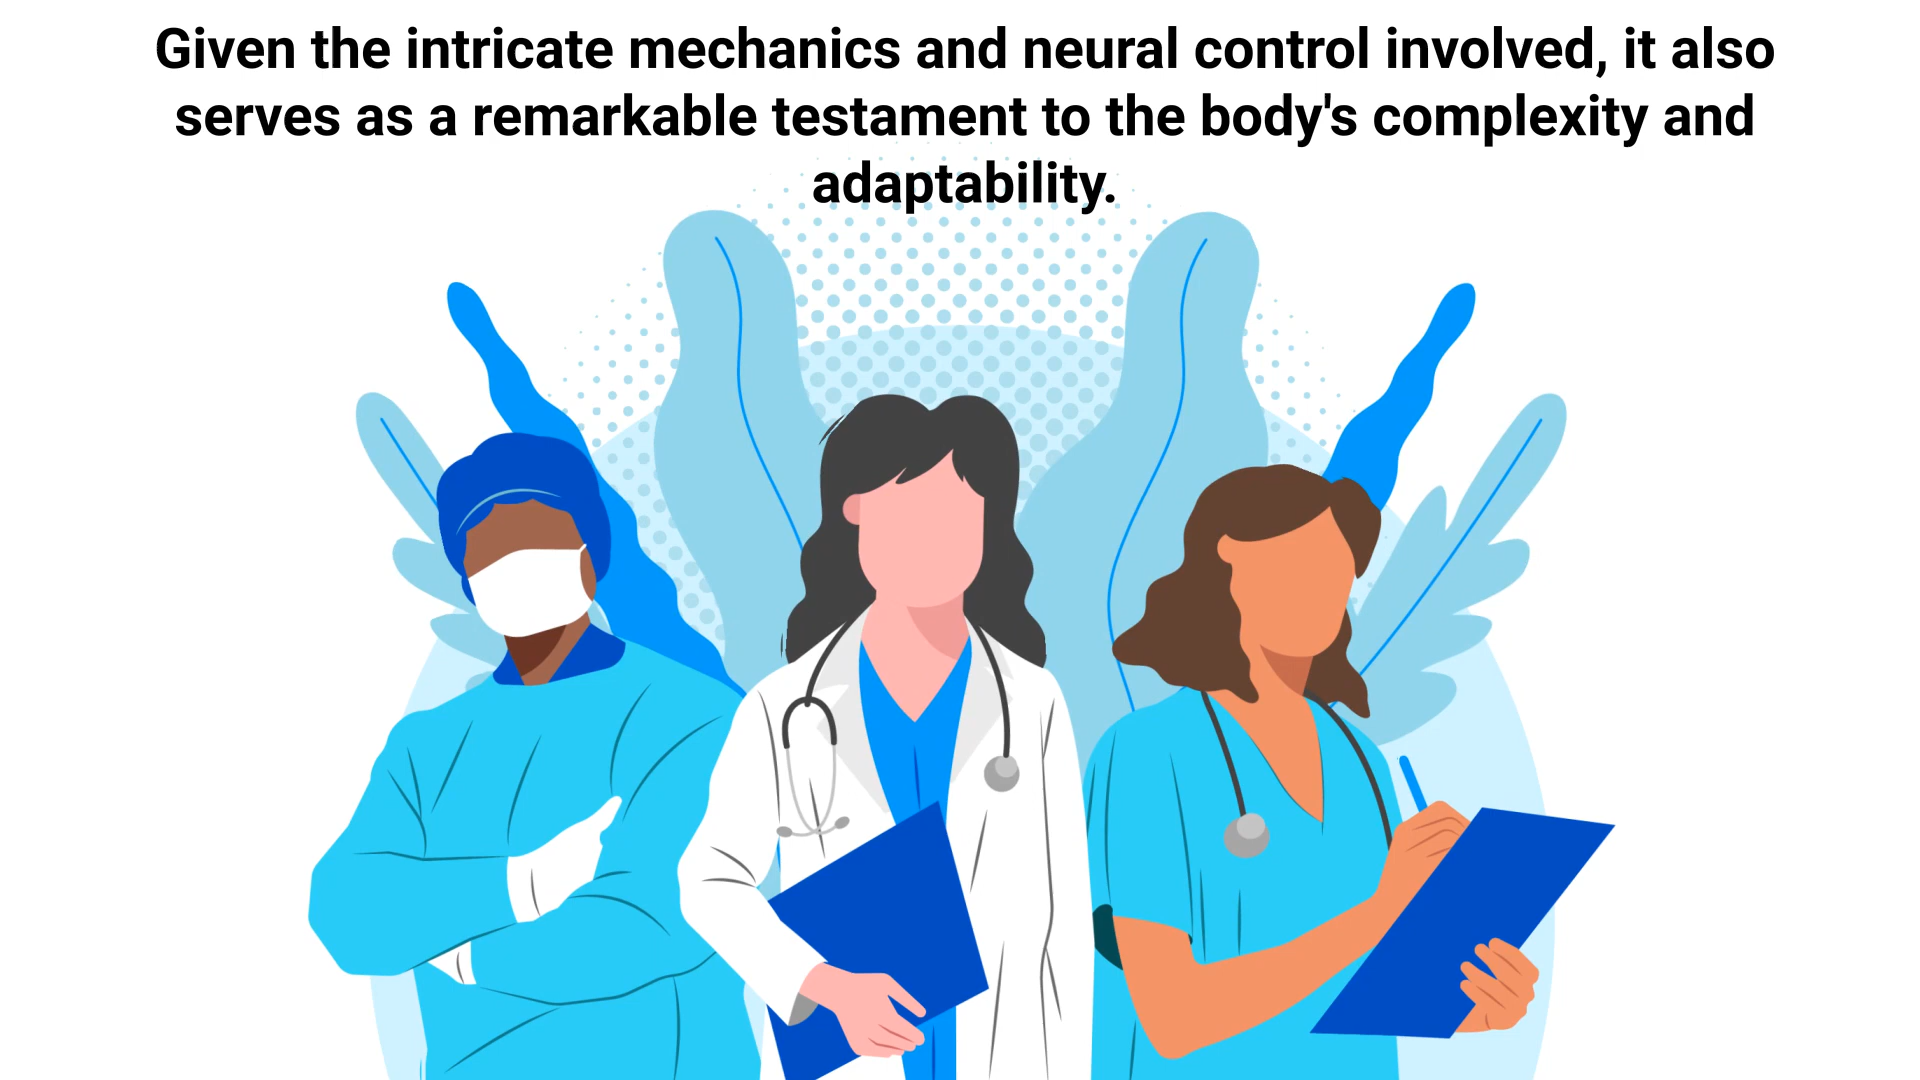 Given the intricate mechanics and neural control involved, it also
serves as a remarkable testament to the body's complexity and
adaptability.